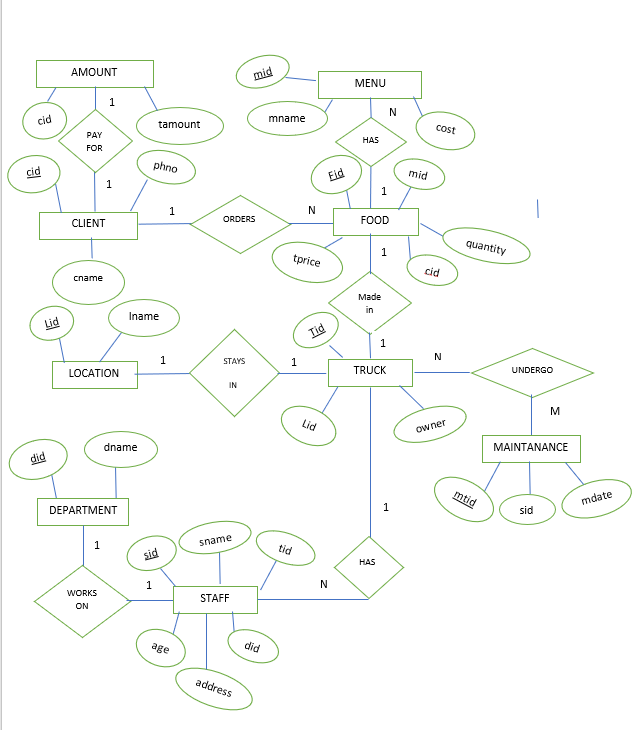 AMOUNT
1
cid
tamount
PAY
FOR
1
cid
phno
CLIENT
cname
1
ORDERS
N
mid
MENU
mname
cost
N
HAS
1
Fid
mid
FOOD
tprice
quantity
cid
1
Made
in
1
Lid
lname
LOCATION
1
STAYS
IN
1
Tid
TRUCK
Lid
owner
N
UNDERGO
M
MAINTANANCE
mtid
sid
mdate
did
dname
DEPARTMENT
1
WORKS
ON
1
sid
sname
tid
STAFF
age
address
did
N
HAS
1